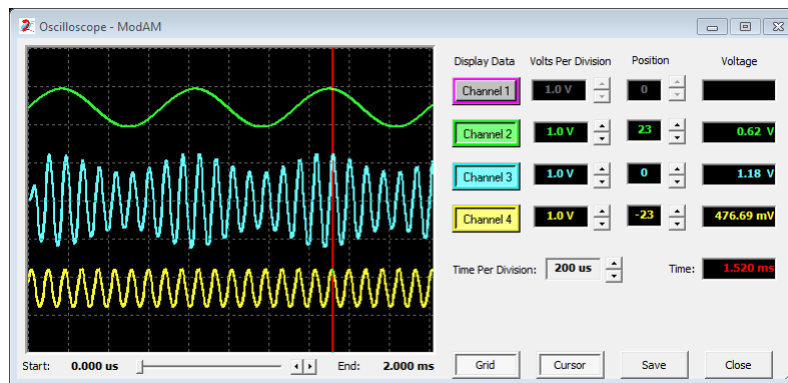 Oscilloscope - ModAM
Display Data Volts Per Division Position Voltage
Channel 1 1.0 V 0
Channel 2 1.0 V 23 0.62 V
Channel 3 1.0 V 0 1.18 V
Channel 4 1.0 V -23 476.69 mV
Time Per Division: 200 us Time: 1.520 ms
Start: 0.000 us End: 2.000 ms Grid Cursor Save Close